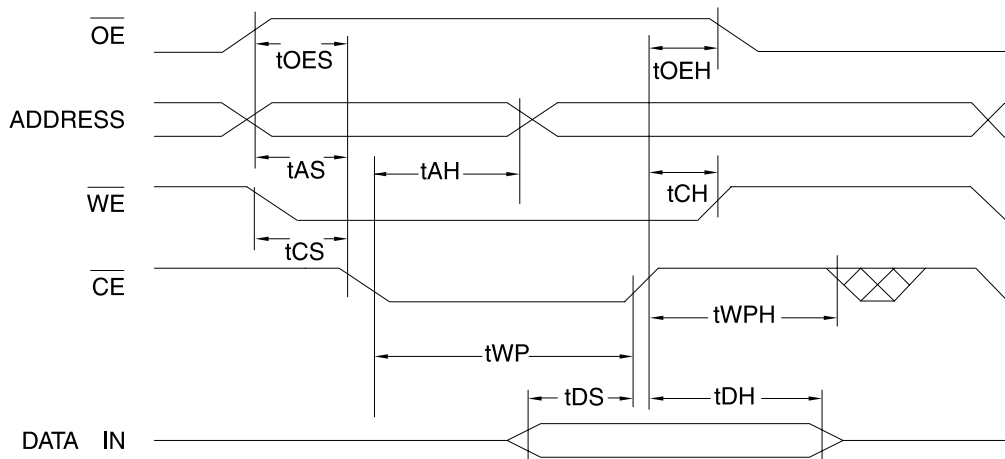 OE
tOES
tOEH
ADDRESS
tAS
tAH
tCH
WE
tCS
CE
tWPH
tWP
tDS
tDH
DATA IN